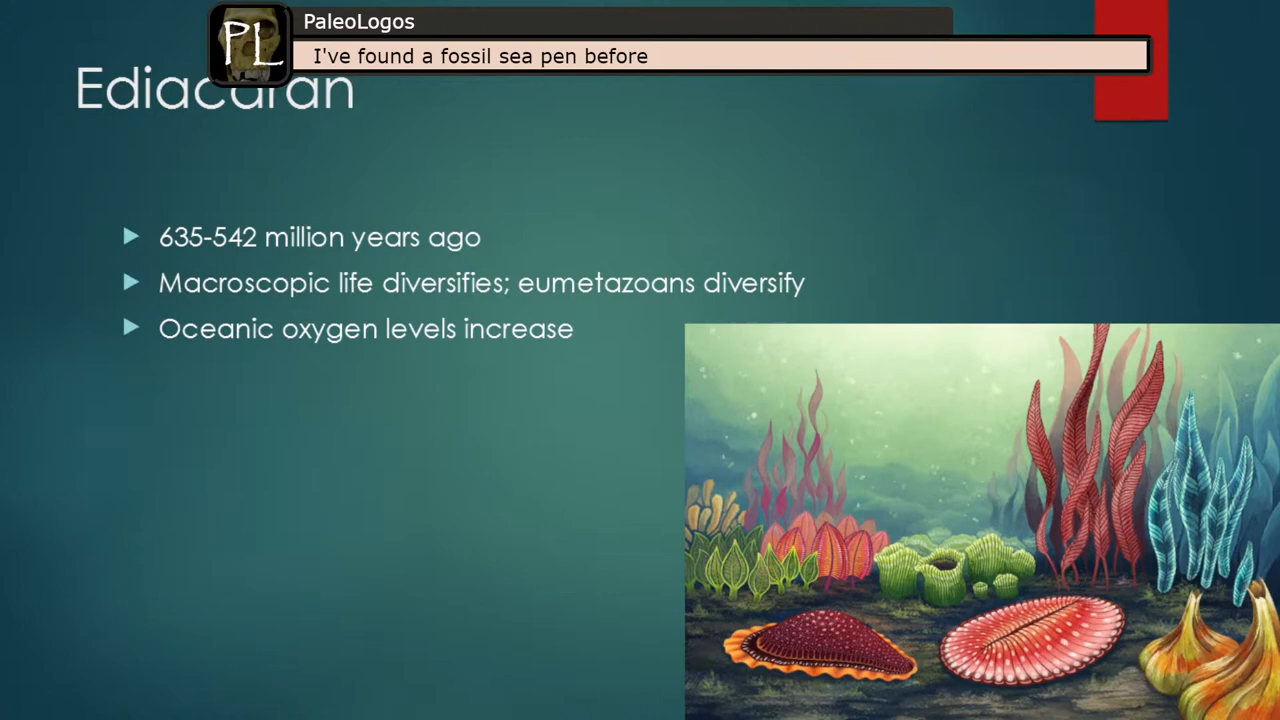 PaleoLogos
PL
I've found a fossil sea pen before
Ediacaran
635-542 million years ago
Macroscopic life diversifies; eumetazoans diversify
Oceanic oxygen levels increase